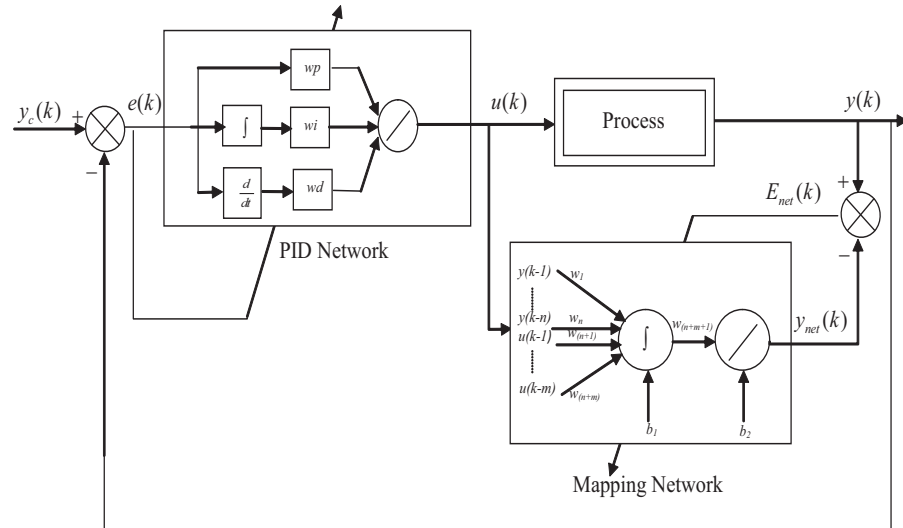 y_c(k)
+
−
e(k)
wp
∫
wi
d/dt
wd
PID Network
u(k)
Process
y(k)
+
E_net(k)
−
y(k-1)
w_1
y(k-n)
w_n
u(k-1)
w_(n+1)
u(k-m)
w_(n+m)
∫
w_(n+m+1)
b_1
b_2
y_net(k)
Mapping Network